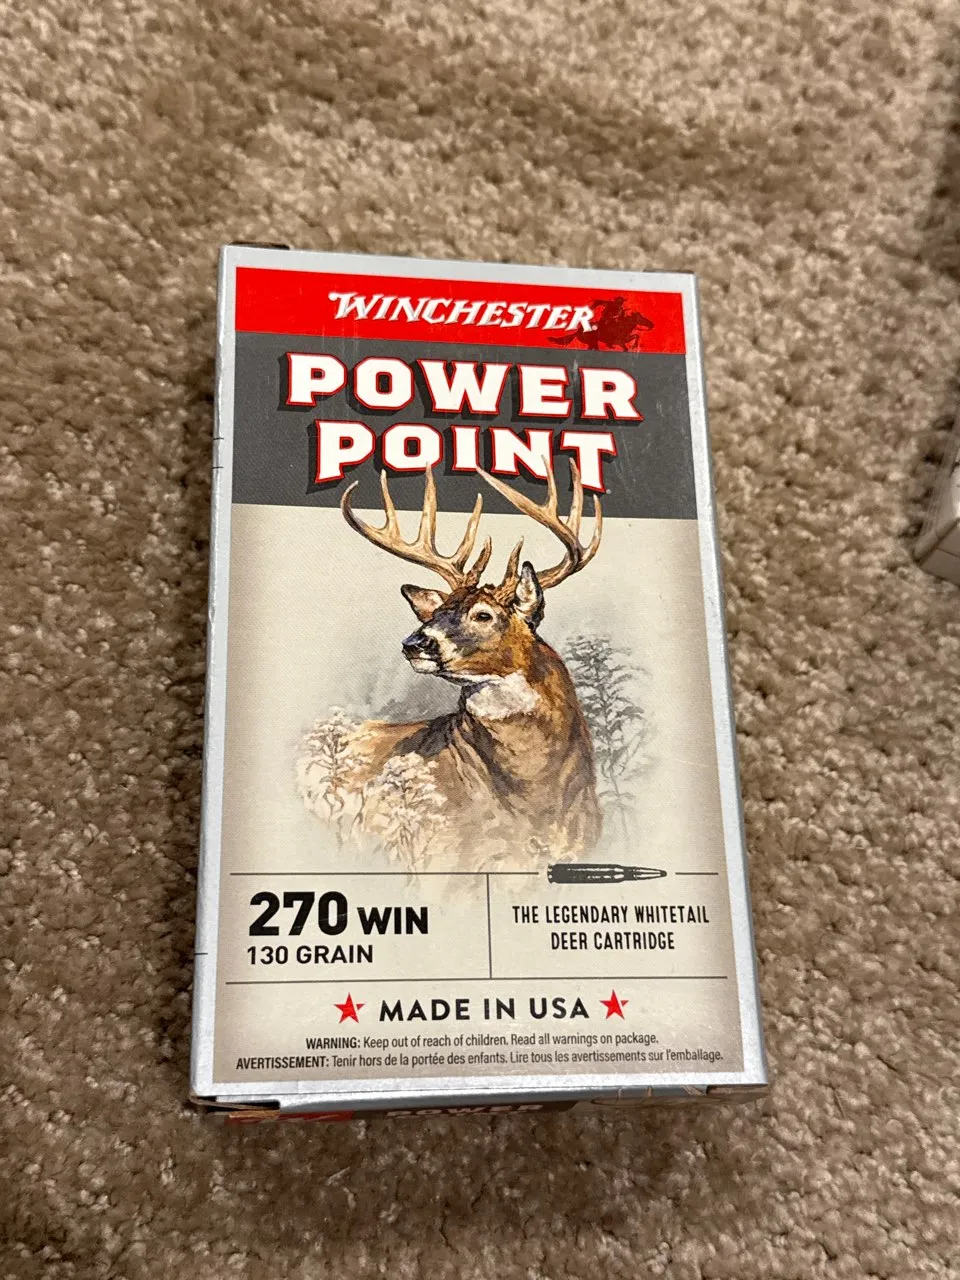 WINCHESTER
POWER
POINT
270 WIN
130 GRAIN
THE LEGENDARY WHITETAIL
DEER CARTRIDGE
MADE IN USA
WARNING: Keep out of reach of children. Read all warnings on package.
AVERTISSEMENT: Tenir hors de la portée des enfants. Lire tous les avertissements sur l'emballage.
POWER